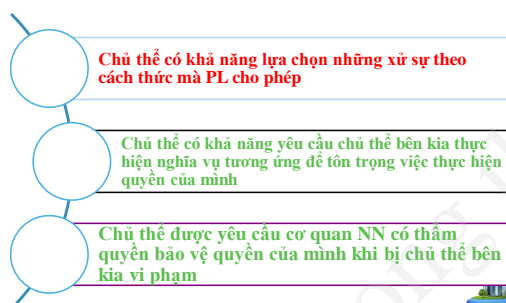 Chủ thể có khả năng lựa chọn những xử sự theo
cách thức mà PL cho phép
Chủ thể có khả năng yêu cầu chủ thể bên kia thực
hiện nghĩa vụ tương ứng để tôn trọng việc thực hiện
quyền của mình
Chủ thể được yêu cầu cơ quan NN có thẩm
quyền bảo vệ quyền của mình khi bị chủ thể bên
kia vi phạm